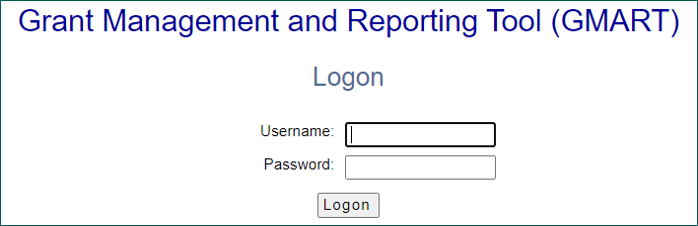 Grant Management and Reporting Tool (GMART)
Logon
Username:
Password:
Logon